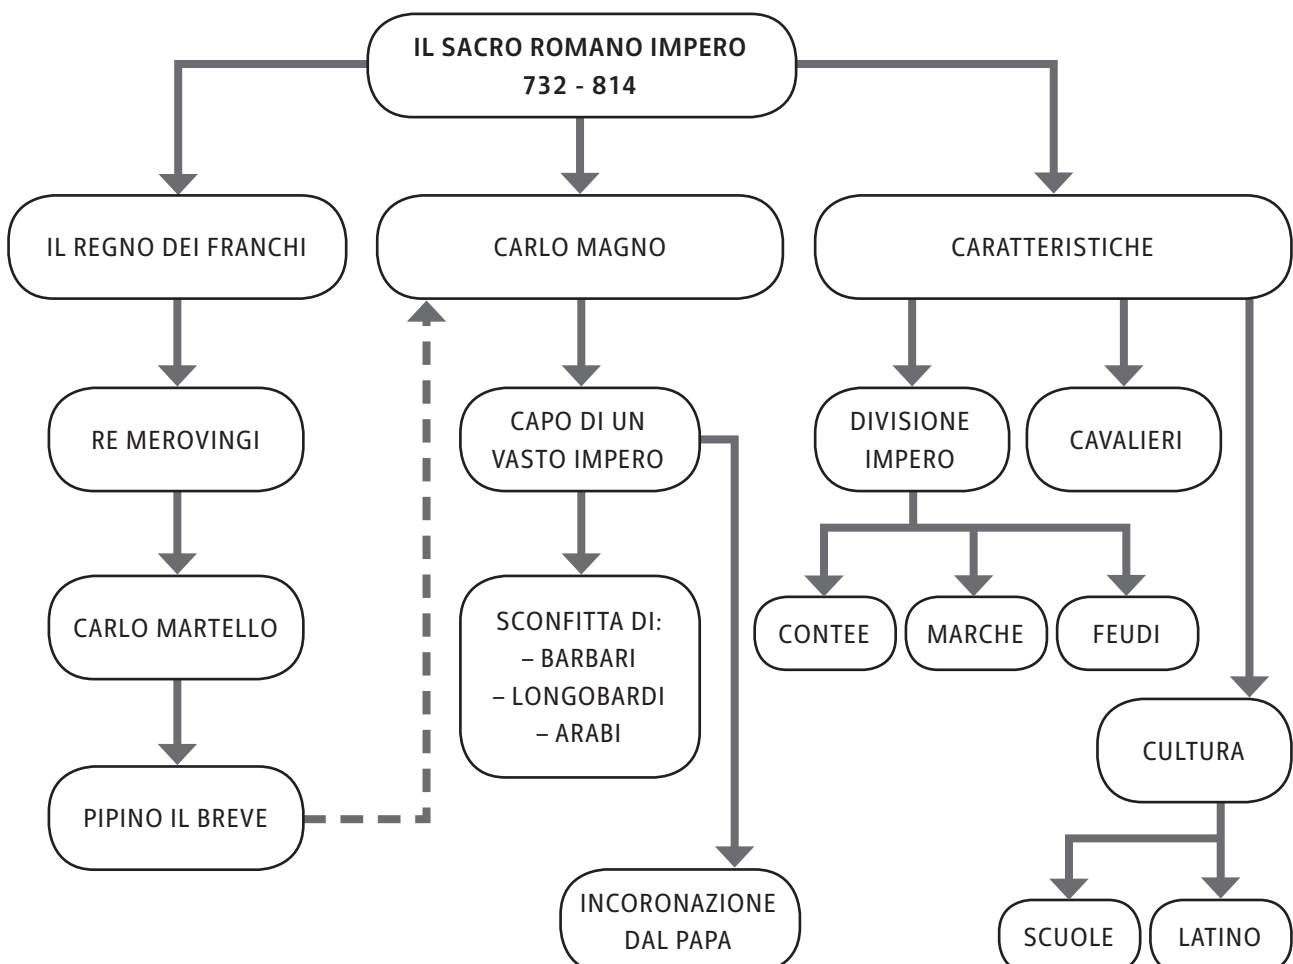 IL SACRO ROMANO IMPERO
732 - 814
IL REGNO DEI FRANCHI
CARLO MAGNO
CARATTERISTICHE
RE MEROVINGI
CAPO DI UN
VASTO IMPERO
DIVISIONE
IMPERO
CAVALIERI
CARLO MARTELLO
SCONFITTA DI:
– BARBARI
– LONGOBARDI
– ARABI
CONTEE
MARCHE
FEUDI
CULTURA
PIPINO IL BREVE
INCORONAZIONE
DAL PAPA
SCUOLE
LATINO